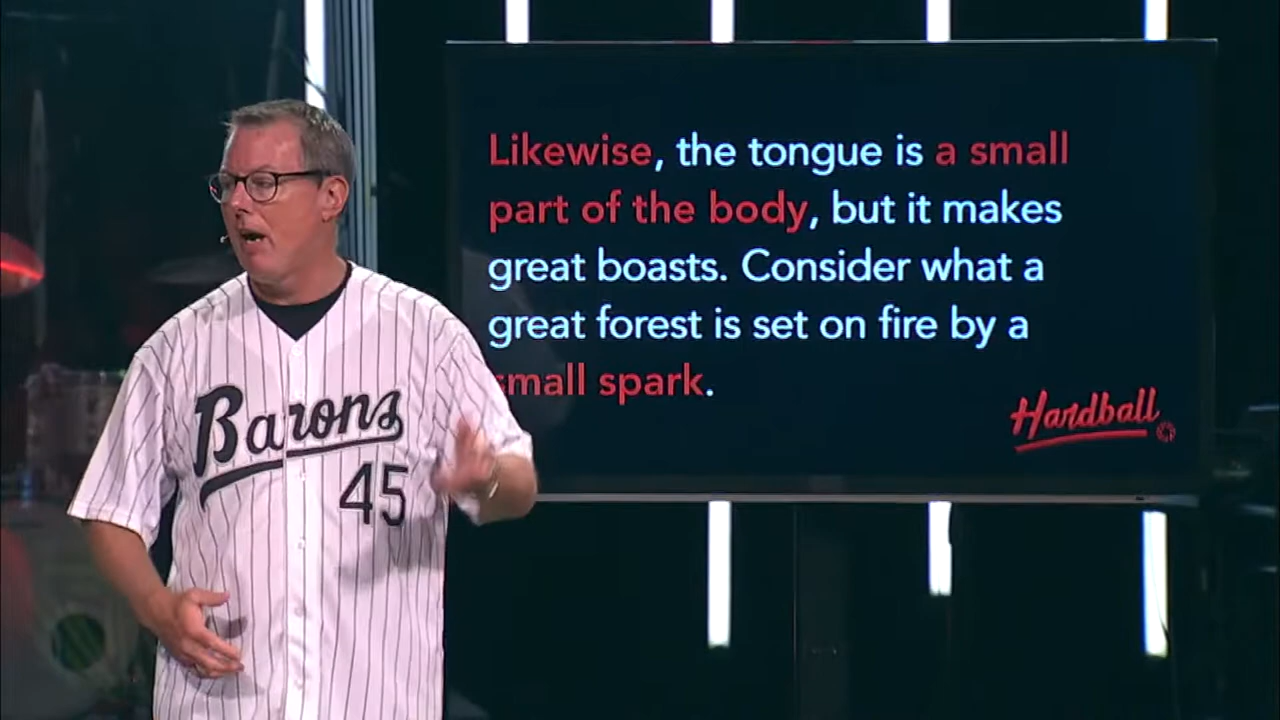 Likewise, the tongue is a small
part of the body, but it makes
great boasts. Consider what a
great forest is set on fire by a
small spark.
Hardball
Barons
45